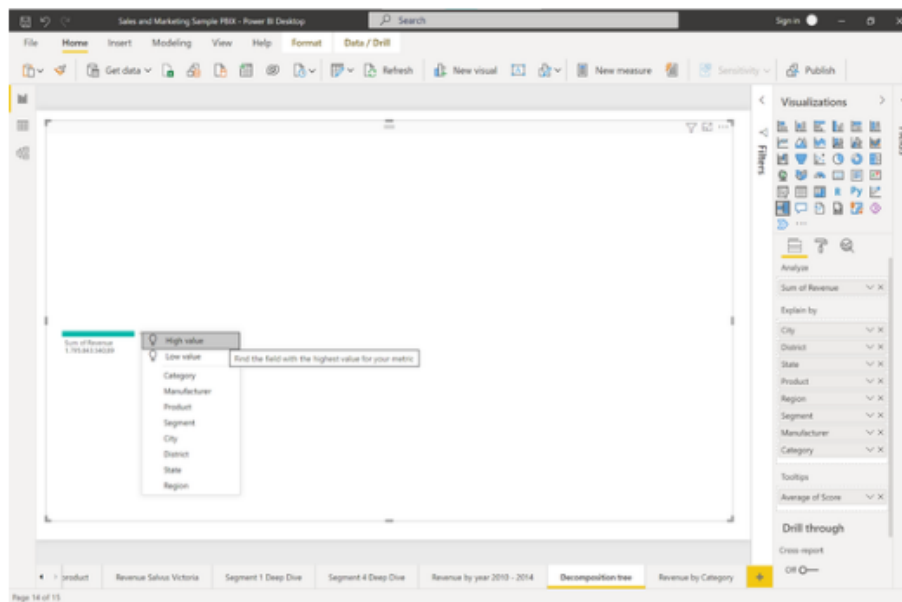 Sales and Marketing Sample PBIX - Power BI Desktop
Search
Sign in
File Home Insert Modeling View Help Format Data / Drill
Get data Refresh New visual New measure Sensitivity Publish
Visualizations
Filters
Analyze
Sum of Revenue
Explain by
City
District
State
Product
Region
Segment
Manufacturer
Category
Tooltips
Average of Score
Drill through
Cross-report
Off
Sum of Revenue
High value
Low value
Find the field with the highest value for your metric
Category
Manufacturer
Product
Segment
City
District
State
Region
product Revenue Salvus Victoria Segment 1 Deep Dive Segment 4 Deep Dive Revenue by year 2010 - 2014 Decomposition tree Revenue by Category
Page 14 of 15